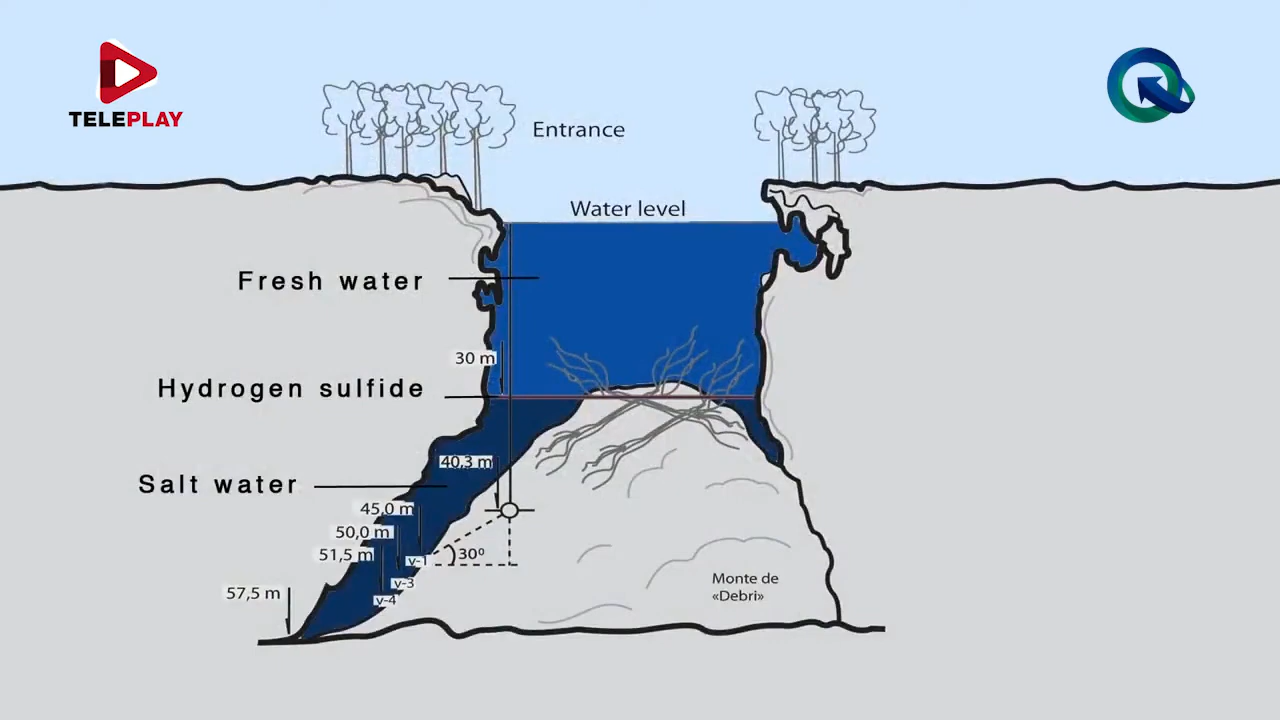 TELEPLAY
Entrance
Water level
Fresh water
30 m
Hydrogen sulfide
40,3 m
Salt water
45,0 m
50,0 m
51,5 m
30º
v-1
v-3
57,5 m
v-4
Monte de
«Debri»